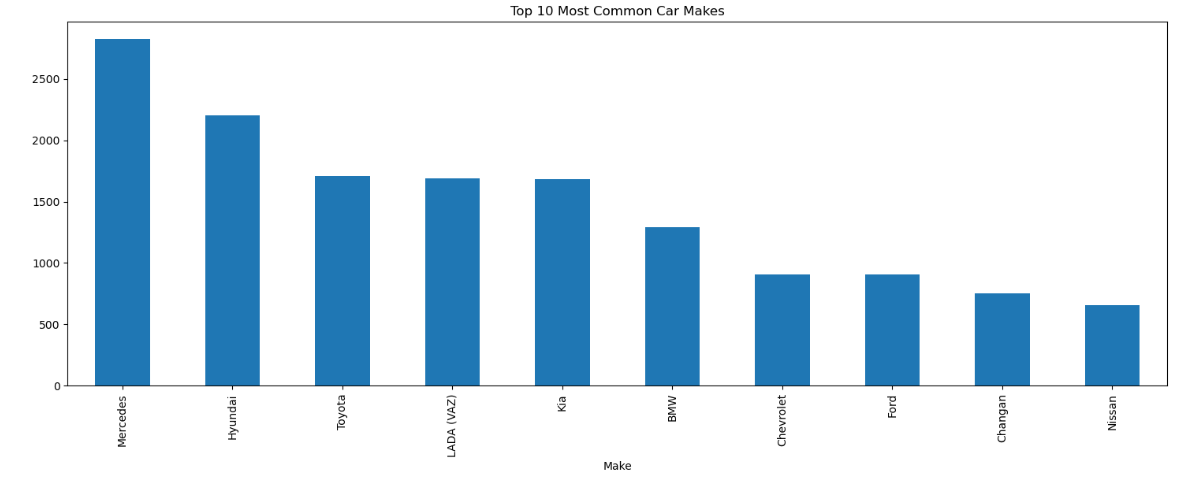 Top 10 Most Common Car Makes
2500
2000
1500
1000
500
0
Mercedes
Hyundai
Toyota
LADA (VAZ)
Kia
BMW
Chevrolet
Ford
Changan
Nissan
Make